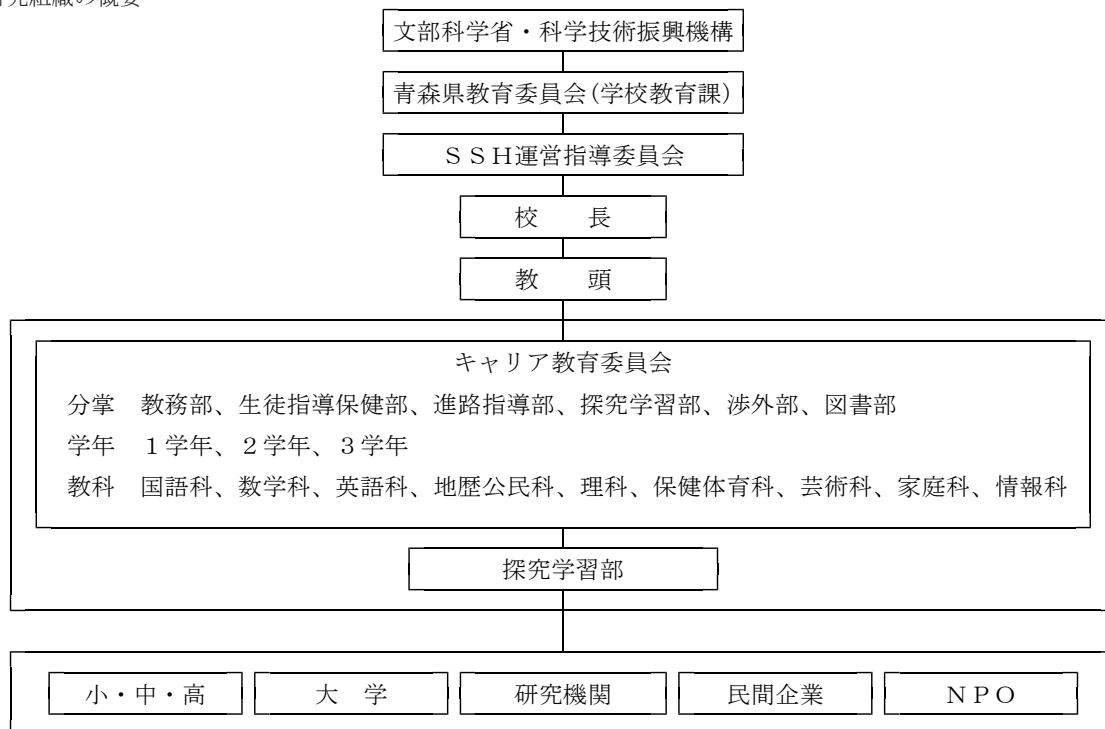 究組織の概要
文部科学省・科学技術振興機構
青森県教育委員会(学校教育課)
ＳＳＨ運営指導委員会
校　　長
教　　頭
キャリア教育委員会
分掌　教務部、生徒指導保健部、進路指導部、探究学習部、渉外部、図書部
学年　１学年、２学年、３学年
教科　国語科、数学科、英語科、地歴公民科、理科、保健体育科、芸術科、家庭科、情報科
探究学習部
小・中・高　大　学　研究機関　民間企業　ＮＰＯ